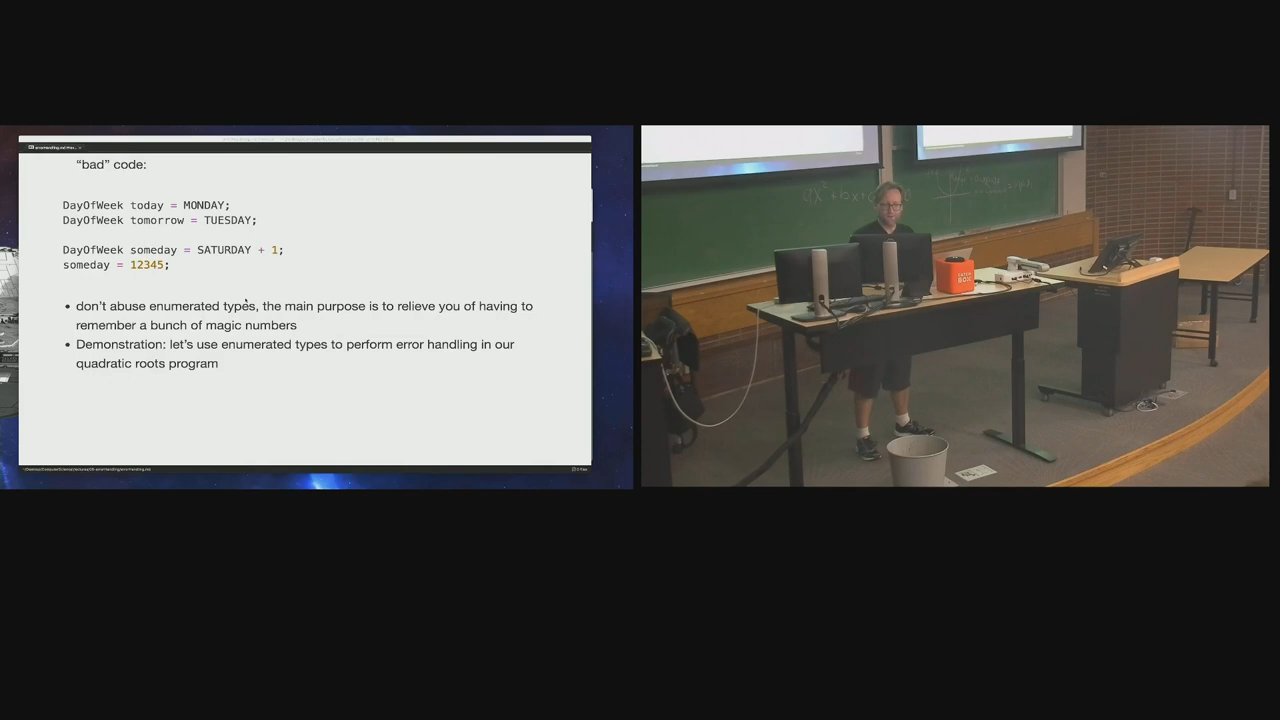 “bad” code:
DayOfWeek today = MONDAY;
DayOfWeek tomorrow = TUESDAY;
DayOfWeek someday = SATURDAY + 1;
someday = 12345;
• don’t abuse enumerated types, the main purpose is to relieve you of having to
remember a bunch of magic numbers
• Demonstration: let’s use enumerated types to perform error handling in our
quadratic roots program
CATCH
BOX